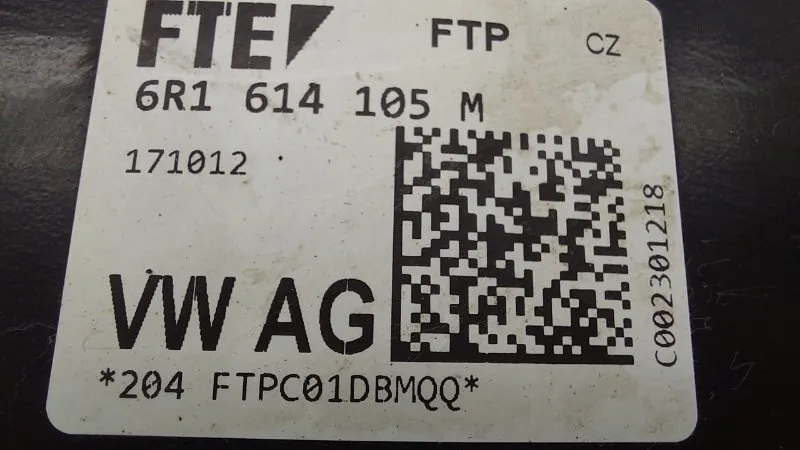 FTE FTP CZ
6R1 614 105 M
171012
C002301218
VW AG
*204 FTPC01DBMQQ*